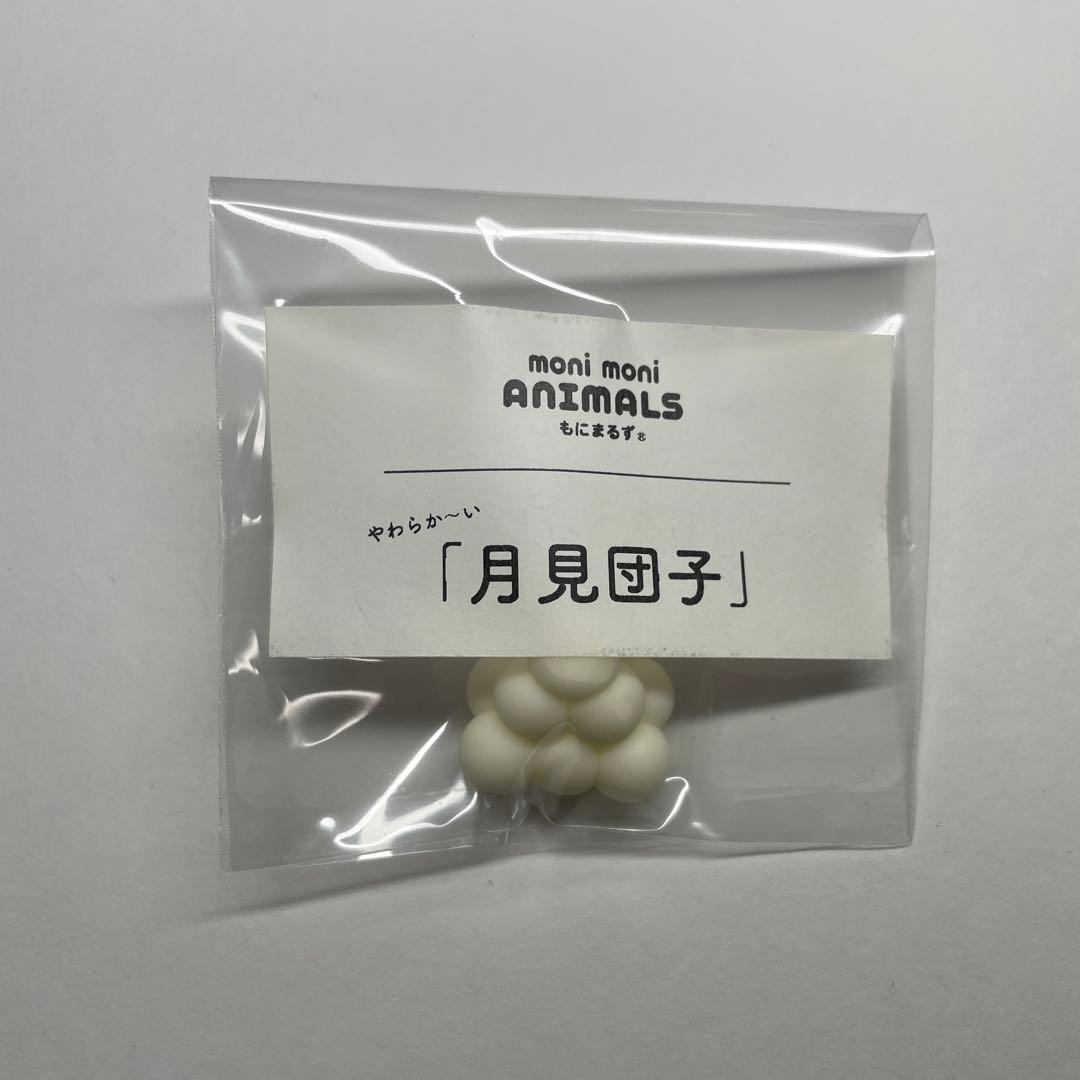 moni moni
ANIMALS
もにまるず®
やわらか〜い
「月見団子」